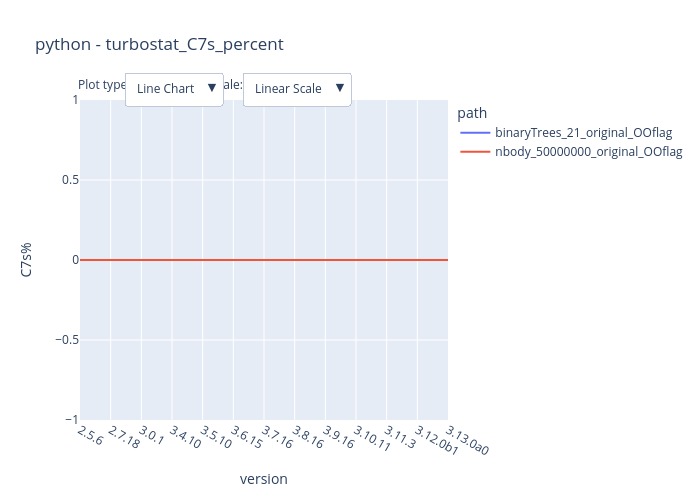 python - turbostat_C7s_percent
Plot type
Line Chart ▼
ale:
Linear Scale ▼
1
0.5
0
−0.5
−1
C7s%
2.5.6
2.7.18
3.0.1
3.4.10
3.5.10
3.6.15
3.7.16
3.8.16
3.9.16
3.10.11
3.11.3
3.12.0b1
3.13.0a0
version
path
binaryTrees_21_original_OOflag
nbody_50000000_original_OOflag